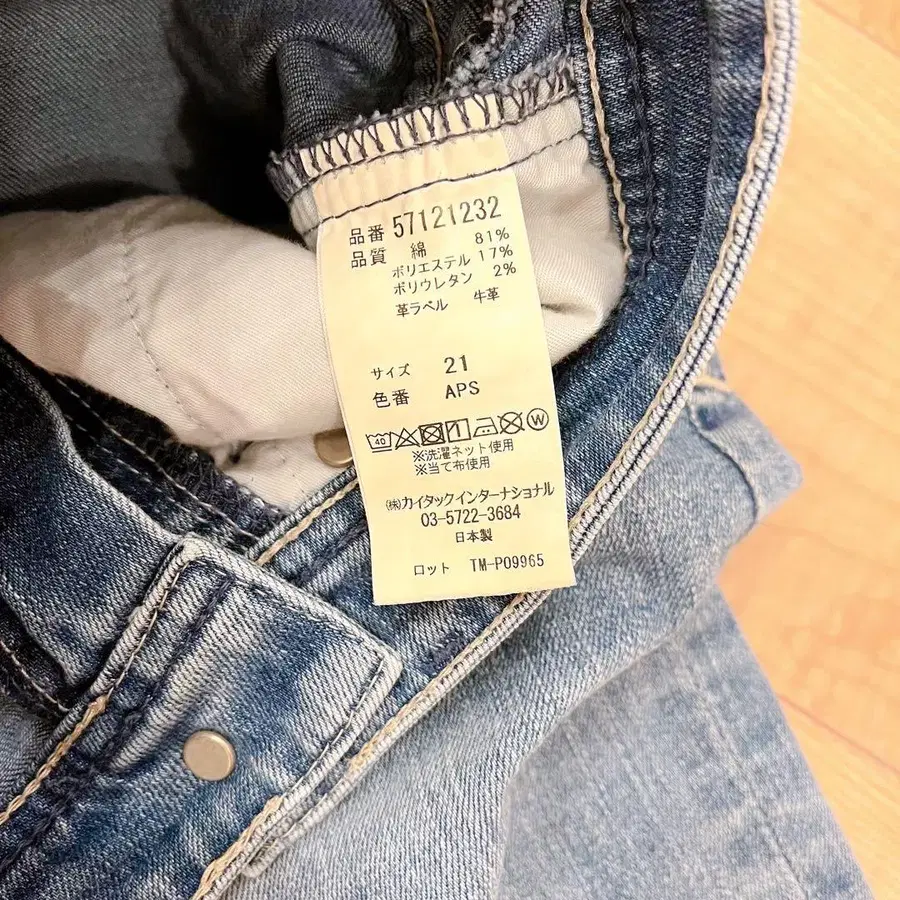 品番 57121232
品質 綿 81%
ポリエステル 17%
ポリウレタン 2%
革ラベル 牛革
サイズ 21
色番 APS
40 W
※洗濯ネット使用
※当て布使用
㈱カイタックインターナショナル
03-5722-3684
日本製
ロット TM-P09965